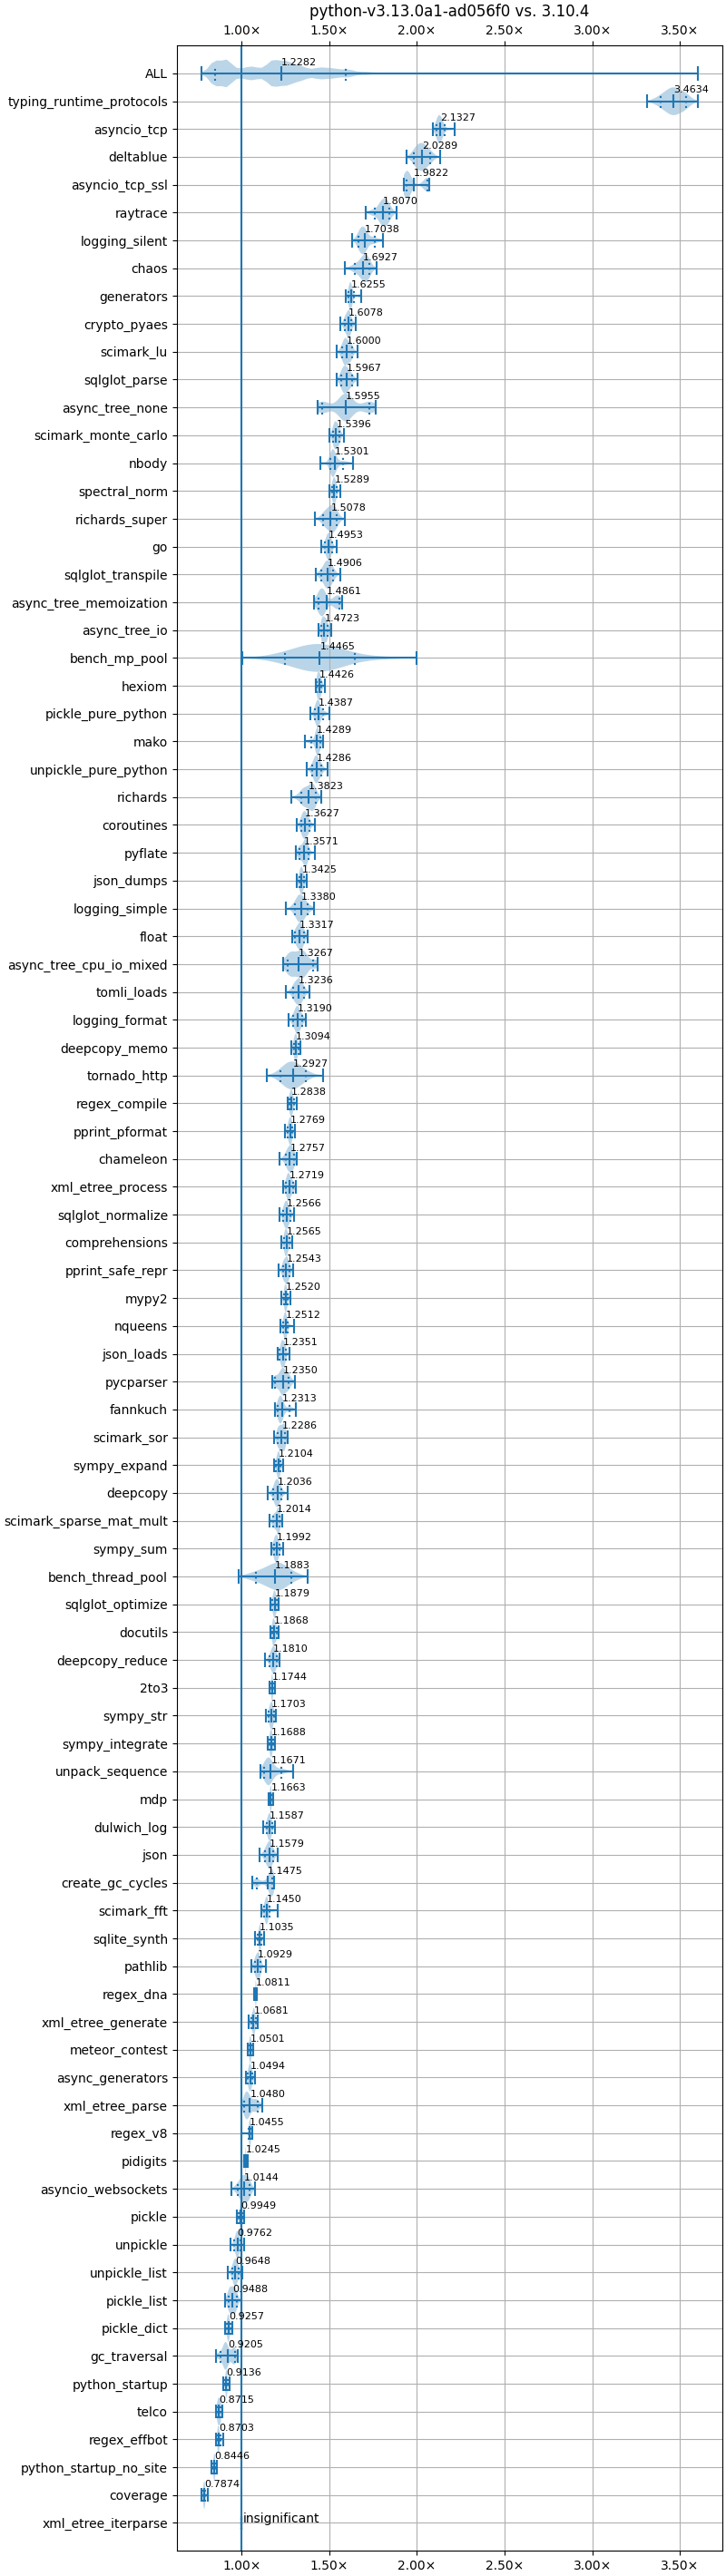 python-v3.13.0a1-ad056f0 vs. 3.10.4
1.00× 1.50× 2.00× 2.50× 3.00× 3.50×
ALL 1.2282
typing_runtime_protocols 3.4634
asyncio_tcp 2.1327
deltablue 2.0289
asyncio_tcp_ssl 1.9822
raytrace 1.8070
logging_silent 1.7038
chaos 1.6927
generators 1.6255
crypto_pyaes 1.6078
scimark_lu 1.6000
sqlglot_parse 1.5967
async_tree_none 1.5955
scimark_monte_carlo 1.5396
nbody 1.5301
spectral_norm 1.5289
richards_super 1.5078
go 1.4953
sqlglot_transpile 1.4906
async_tree_memoization 1.4861
async_tree_io 1.4723
bench_mp_pool 1.4465
hexiom 1.4426
pickle_pure_python 1.4387
mako 1.4289
unpickle_pure_python 1.4286
richards 1.3823
coroutines 1.3627
pyflate 1.3571
json_dumps 1.3425
logging_simple 1.3380
float 1.3317
async_tree_cpu_io_mixed 1.3267
tomli_loads 1.3236
logging_format 1.3190
deepcopy_memo 1.3094
tornado_http 1.2927
regex_compile 1.2838
pprint_pformat 1.2769
chameleon 1.2757
xml_etree_process 1.2719
sqlglot_normalize 1.2566
comprehensions 1.2565
pprint_safe_repr 1.2543
mypy2 1.2520
nqueens 1.2512
json_loads 1.2351
pycparser 1.2350
fannkuch 1.2313
scimark_sor 1.2286
sympy_expand 1.2104
deepcopy 1.2036
scimark_sparse_mat_mult 1.2014
sympy_sum 1.1992
bench_thread_pool 1.1883
sqlglot_optimize 1.1879
docutils 1.1868
deepcopy_reduce 1.1810
2to3 1.1744
sympy_str 1.1703
sympy_integrate 1.1688
unpack_sequence 1.1671
mdp 1.1663
dulwich_log 1.1587
json 1.1579
create_gc_cycles 1.1475
scimark_fft 1.1450
sqlite_synth 1.1035
pathlib 1.0929
regex_dna 1.0811
xml_etree_generate 1.0681
meteor_contest 1.0501
async_generators 1.0494
xml_etree_parse 1.0480
regex_v8 1.0455
pidigits 1.0245
asyncio_websockets 1.0144
pickle 0.9949
unpickle 0.9762
unpickle_list 0.9648
pickle_list 0.9488
pickle_dict 0.9257
gc_traversal 0.9205
python_startup 0.9136
telco 0.8715
regex_effbot 0.8703
python_startup_no_site 0.8446
coverage 0.7874
xml_etree_iterparse insignificant
1.00× 1.50× 2.00× 2.50× 3.00× 3.50×